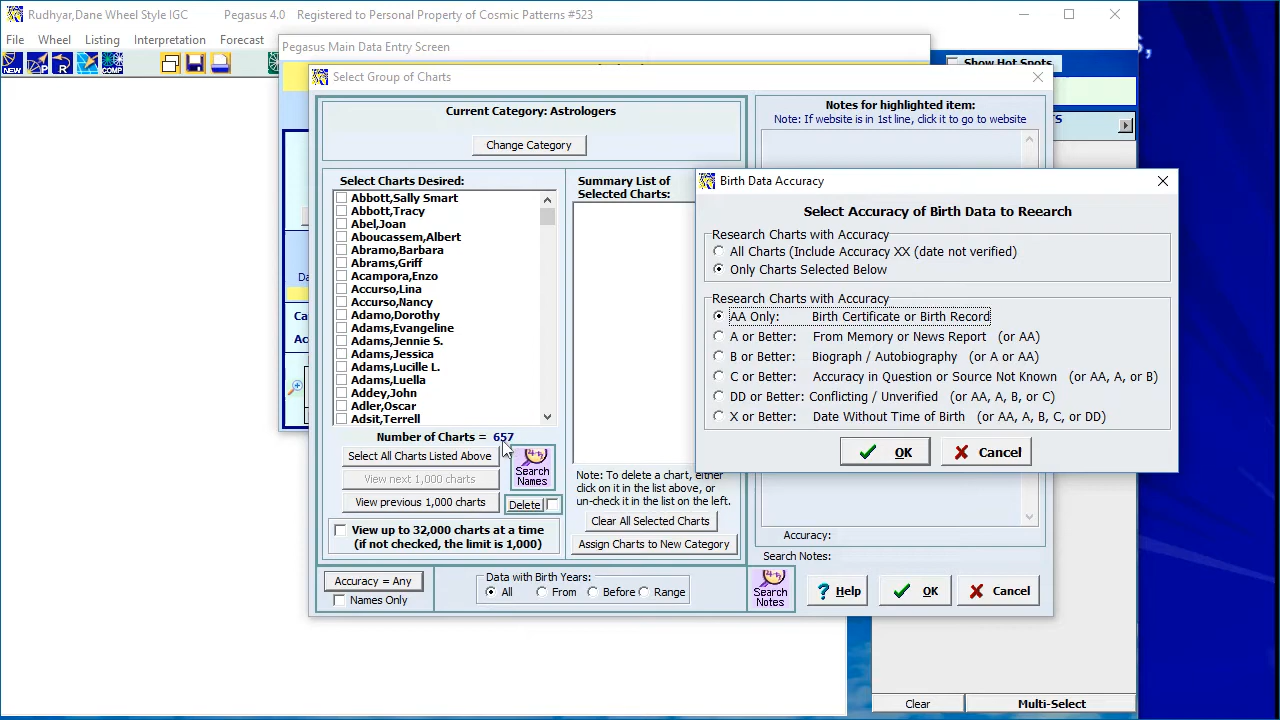 Rudhyar,Dane Wheel Style IGC Pegasus 4.0 Registered to Personal Property of Cosmic Patterns #523
File Wheel Listing Interpretation Forecast
NEW P R COMP
Pegasus Main Data Entry Screen
Show Hot Spots
Select Group of Charts
Current Category: Astrologers
Change Category
Select Charts Desired:
Abbott,Sally Smart
Abbott,Tracy
Abel,Joan
Aboucassem,Albert
Abramo,Barbara
Abrams,Griff
Acampora,Enzo
Accurso,Lina
Accurso,Nancy
Adamo,Dorothy
Adams,Evangeline
Adams,Jennie S.
Adams,Jessica
Adams,Lucille L.
Adams,Luella
Addey,John
Adler,Oscar
Adsit,Terrell
Number of Charts = 657
Select All Charts Listed Above
View next 1,000 charts
View previous 1,000 charts
Search
Names
Delete
View up to 32,000 charts at a time
(if not checked, the limit is 1,000)
Summary List of
Selected Charts:
Note: To delete a chart, either
click on it in the list above, or
un-check it in the list on the left.
Clear All Selected Charts
Assign Charts to New Category
Notes for highlighted item:
Note: If website is in 1st line, click it to go to website
Birth Data Accuracy
Select Accuracy of Birth Data to Reearch
Research Charts with Accuracy
All Charts (Include Accuracy XX (date not verified)
Only Charts Selected Below
Research Charts with Accuracy
AA Only: Birth Certificate or Birth Record
A or Better: From Memory or News Report (or AA)
B or Better: Biograph / Autobiography (or A or AA)
C or Better: Accuracy in Question or Source Not Known (or AA, A, or B)
DD or Better: Conflicting / Unverified (or AA, A, B, or C)
X or Better: Date Without Time of Birth (or AA, A, B, C, or DD)
OK Cancel
Accuracy:
Search Notes:
Accuracy = Any
Names Only
Data with Birth Years:
All From Before Range
Search
Notes
Help OK Cancel
Clear Multi-Select